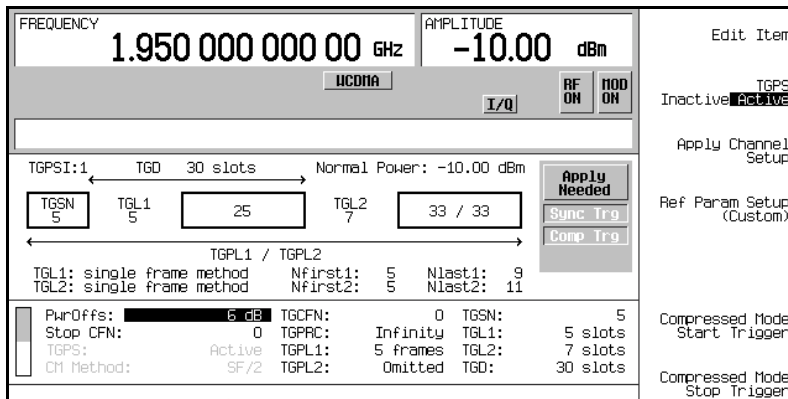 FREQUENCY
1.950 000 000 00 GHz
AMPLITUDE
-10.00 dBm
WCDMA
I/Q
RF ON
MOD ON
TGPSI:1 TGD 30 slots Normal Power: -10.00 dBm
Apply Needed
Sync Trg
Comp Trg
TGSN 5
TGL1 5
25
TGL2 7
33 / 33
TGPL1 / TGPL2
TGL1: single frame method Nfirst1: 5 Nlast1: 9
TGL2: single frame method Nfirst2: 5 Nlast2: 11
PwrOffs: 6 dB TGCFN: 0 TGSN: 5
Stop CFN: 0 TGPRC: Infinity TGL1: 5 slots
TGPS: Active TGPL1: 5 frames TGL2: 7 slots
CM Method: SF/2 TGPL2: Omitted TGD: 30 slots
Edit Item
TGPS
Inactive Active
Apply Channel
Setup
Ref Param Setup
(Custom)
Compressed Mode
Start Trigger
Compressed Mode
Stop Trigger